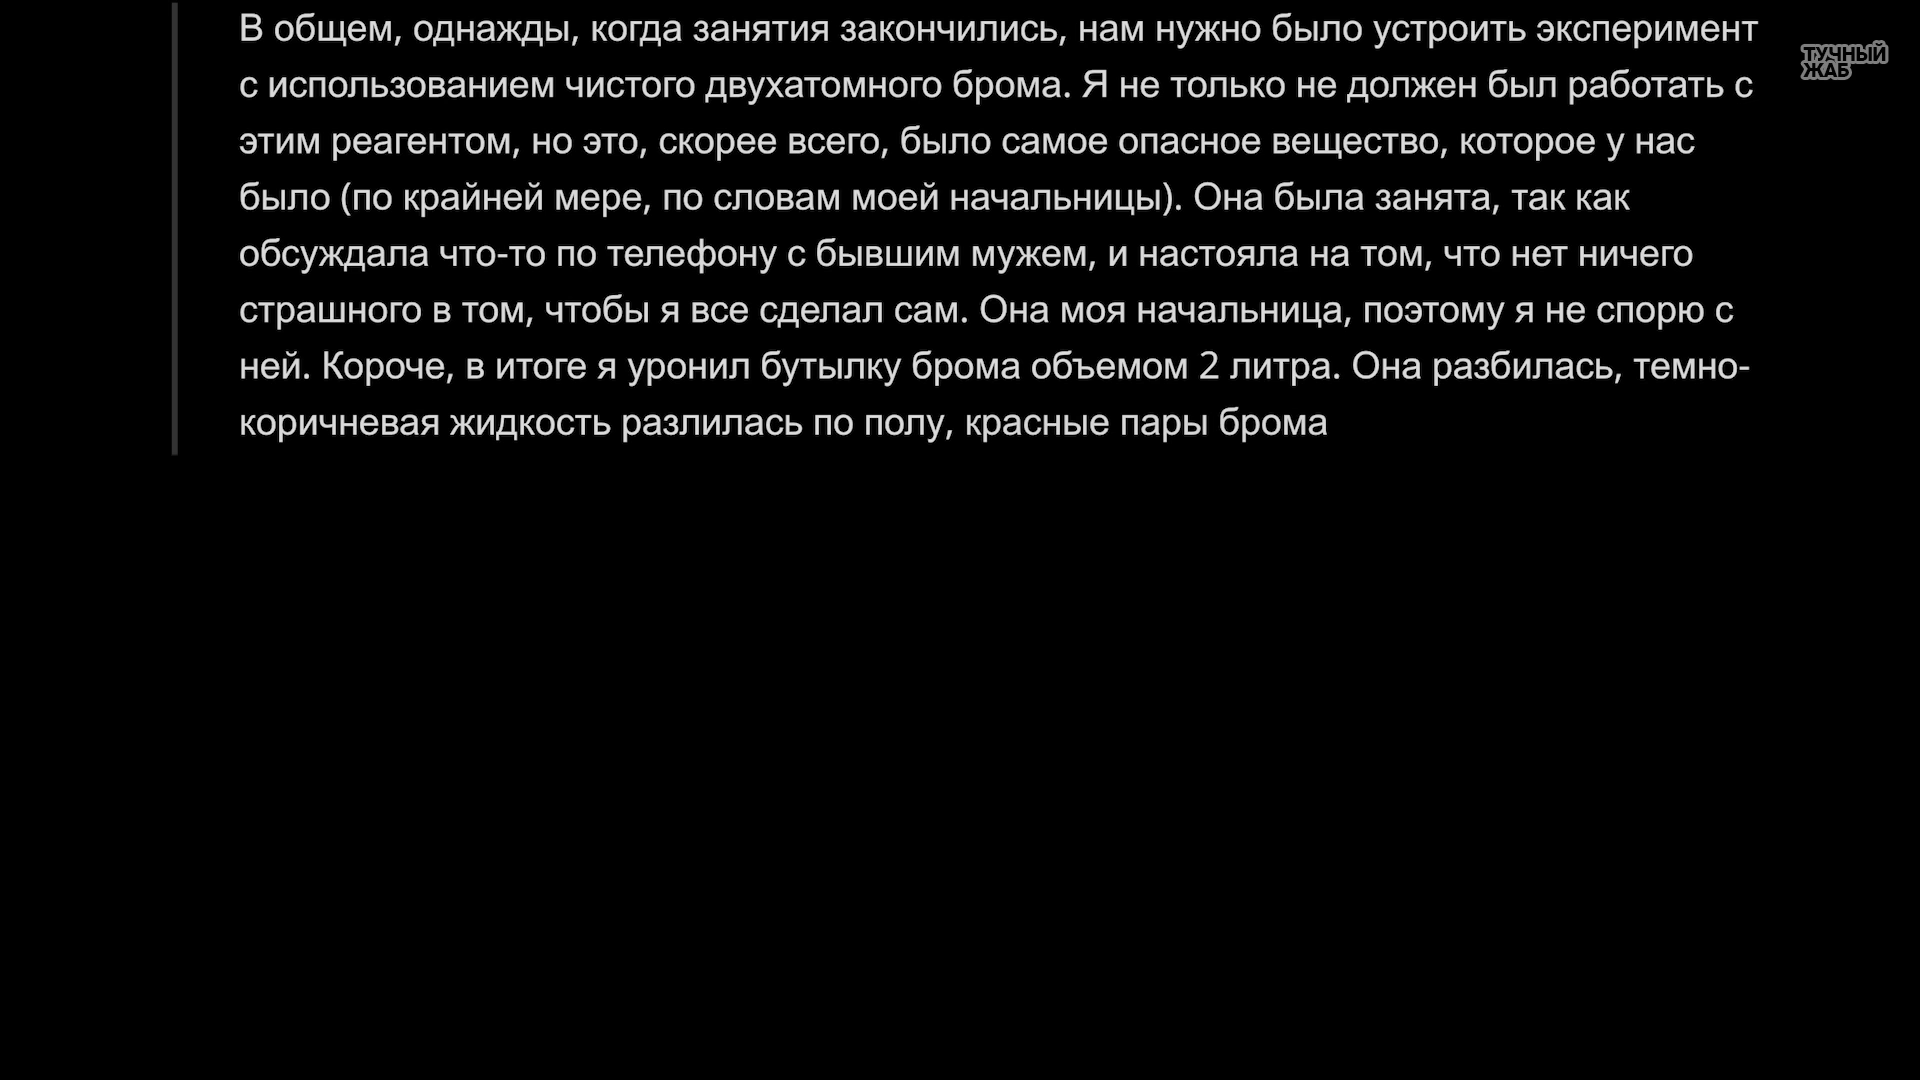 В общем, однажды, когда занятия закончились, нам нужно было устроить эксперимент
с использованием чистого двухатомного брома. Я не только не должен был работать с
этим реагентом, но это, скорее всего, было самое опасное вещество, которое у нас
было (по крайней мере, по словам моей начальницы). Она была занята, так как
обсуждала что-то по телефону с бывшим мужем, и настояла на том, что нет ничего
страшного в том, чтобы я все сделал сам. Она моя начальница, поэтому я не спорю с
ней. Короче, в итоге я уронил бутылку брома объемом 2 литра. Она разбилась, темно-
коричневая жидкость разлилась по полу, красные пары брома
ТУЧНЫЙ
ЖАБ